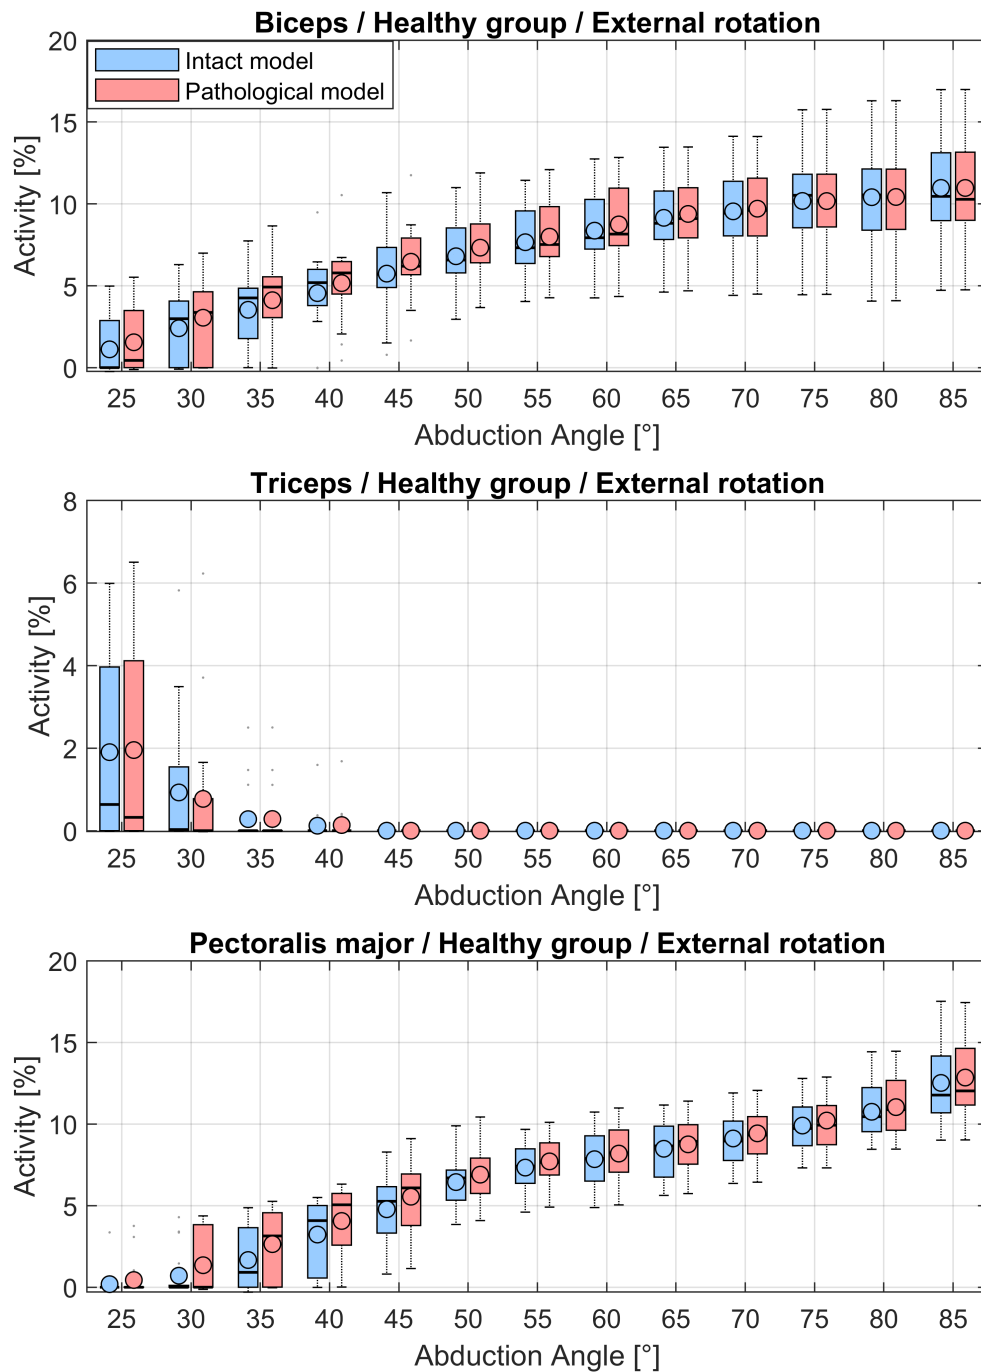 Biceps / Healthy group / External rotation
Intact model
Pathological model
Activity [%]
20
15
10
5
0
25 30 35 40 45 50 55 60 65 70 75 80 85
Abduction Angle [°]
Triceps / Healthy group / External rotation
Activity [%]
8
6
4
2
0
25 30 35 40 45 50 55 60 65 70 75 80 85
Abduction Angle [°]
Pectoralis major / Healthy group / External rotation
Activity [%]
20
15
10
5
0
25 30 35 40 45 50 55 60 65 70 75 80 85
Abduction Angle [°]